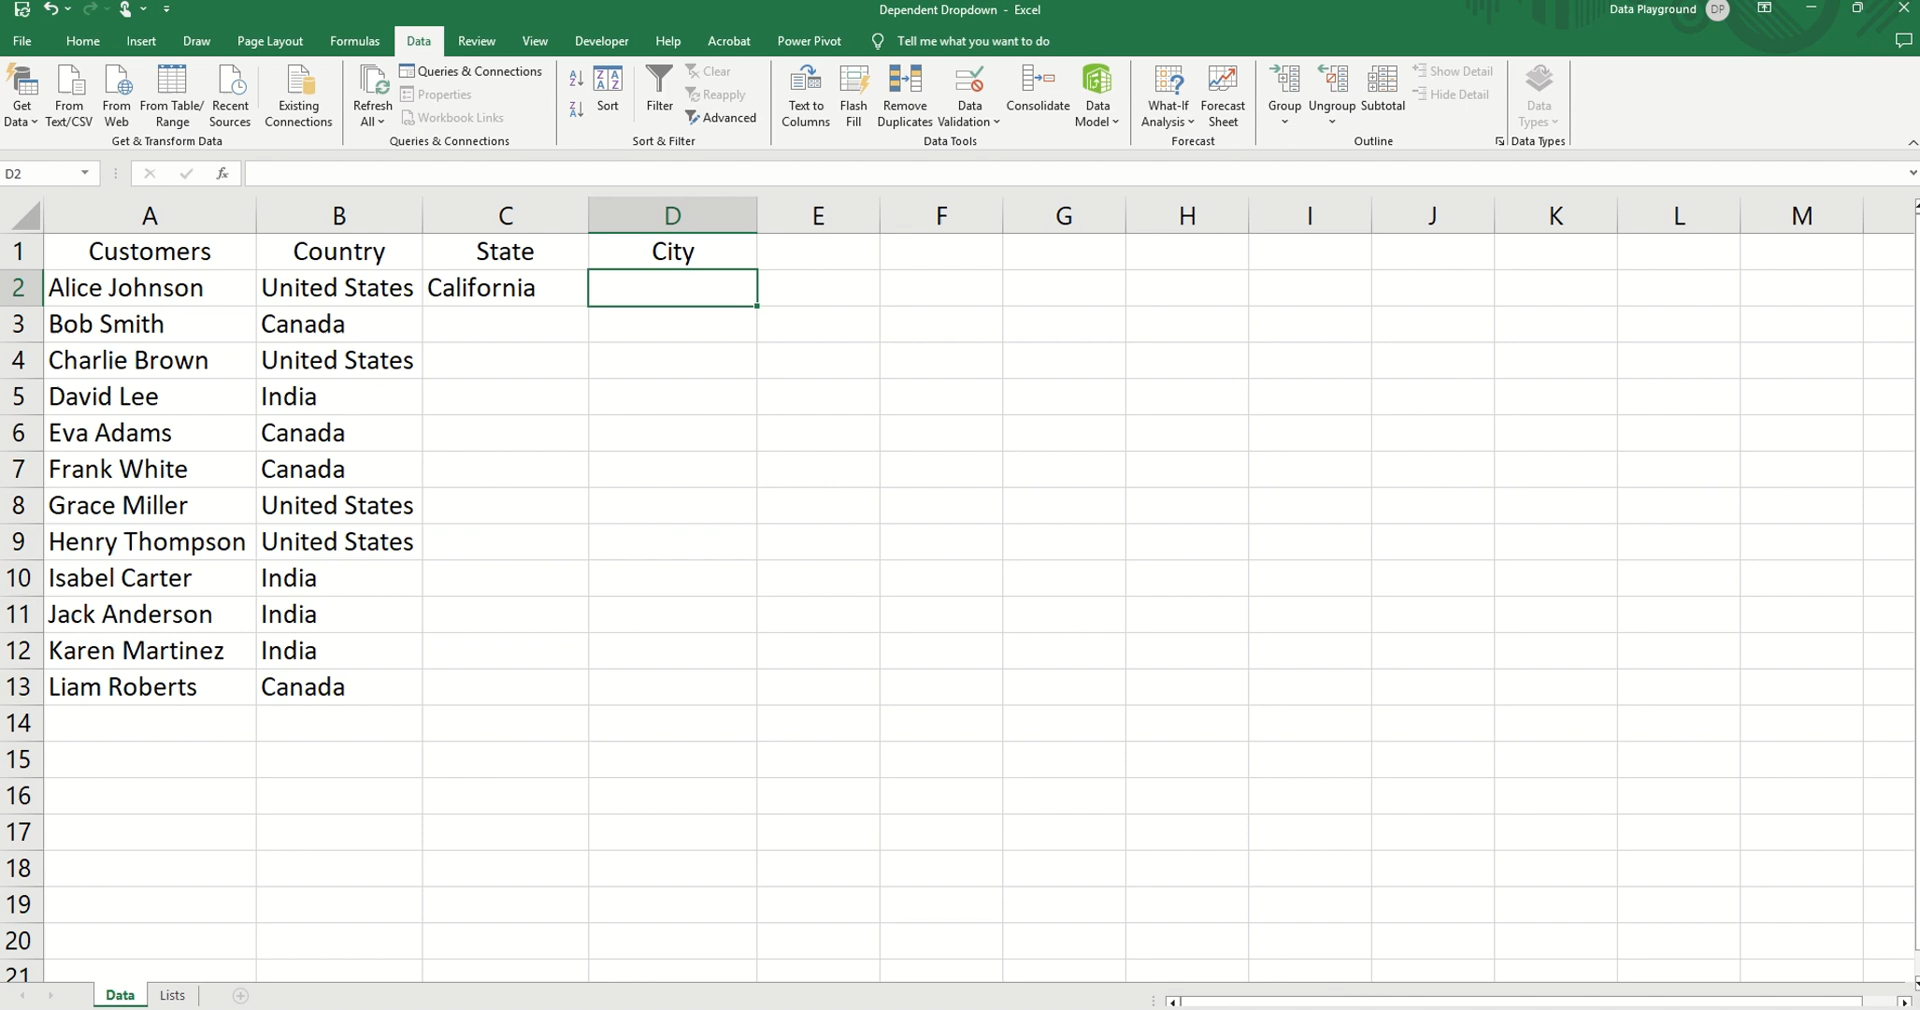 Dependent Dropdown - Excel
Data Playground DP
File Home Insert Draw Page Layout Formulas Data Review View Developer Help Acrobat Power Pivot Tell me what you want to do
Get Data
From Text/CSV
From Web
From Table/ Range
Recent Sources
Existing Connections
Get & Transform Data
Refresh All
Queries & Connections
Properties
Workbook Links
Queries & Connections
Sort
Filter
Clear
Reapply
Advanced
Sort & Filter
Text to Columns
Flash Fill
Remove Duplicates
Data Validation
Consolidate
Data Model
Data Tools
What-If Analysis
Forecast Sheet
Forecast
Group
Ungroup
Subtotal
Show Detail
Hide Detail
Outline
Data Types
Data Types
D2 fx
A B C D E F G H I J K L M
1 Customers Country State City
2 Alice Johnson United States California
3 Bob Smith Canada
4 Charlie Brown United States
5 David Lee India
6 Eva Adams Canada
7 Frank White Canada
8 Grace Miller United States
9 Henry Thompson United States
10 Isabel Carter India
11 Jack Anderson India
12 Karen Martinez India
13 Liam Roberts Canada
14
15
16
17
18
19
20
21
Data Lists